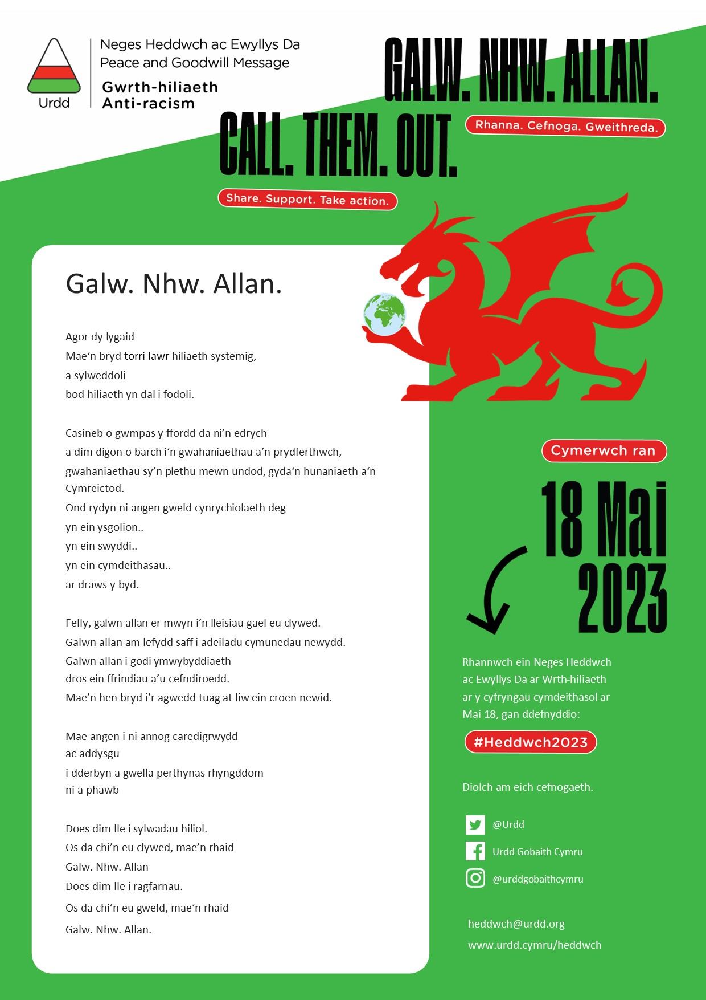 Neges Heddwch ac Ewyllys Da
Peace and Goodwill Message
Gwrth-hiliaeth
Anti-racism
Urdd
GALW. NHW. ALLAN.
Rhanna. Cefnoga. Gweithreda.
CALL. THEM. OUT.
Share. Support. Take action.
Galw. Nhw. Allan.
Agor dy lygaid
Mae‘n bryd torri lawr hiliaeth systemig,
a sylweddoli
bod hiliaeth yn dal i fodoli.
Casineb o gwmpas y ffordd da ni’n edrych
a dim digon o barch i‘n gwahaniaethau a’n prydferthwch,
gwahaniaethau sy’n plethu mewn undod, gyda‘n hunaniaeth a‘n
Cymreictod.
Ond rydyn ni angen gweld cynrychiolaeth deg
yn ein ysgolion..
yn ein swyddi..
yn ein cymdeithasau..
ar draws y byd.
Felly, galwn allan er mwyn i’n lleisiau gael eu clywed.
Galwn allan am lefydd saff i adeiladu cymunedau newydd.
Galwn allan i godi ymwybyddiaeth
dros ein ffrindiau a’u cefndiroedd.
Mae’n hen bryd i’r agwedd tuag at liw ein croen newid.
Mae angen i ni annog caredigrwydd
ac addysgu
i dderbyn a gwella perthynas rhyngddom
ni a phawb
Does dim lle i sylwadau hiliol.
Os da chi’n eu clywed, mae’n rhaid
Galw. Nhw. Allan
Does dim lle i ragfarnau.
Os da chi’n eu gweld, mae‘n rhaid
Galw. Nhw. Allan.
Cymerwch ran
18 Mai
2023
Rhannwch ein Neges Heddwch
ac Ewyllys Da ar Wrth-hiliaeth
ar y cyfryngau cymdeithasol ar
Mai 18, gan ddefnyddio:
#Heddwch2023
Diolch am eich cefnogaeth.
@Urdd
Urdd Gobaith Cymru
@urddgobaithcymru
heddwch@urdd.org
www.urdd.cymru/heddwch